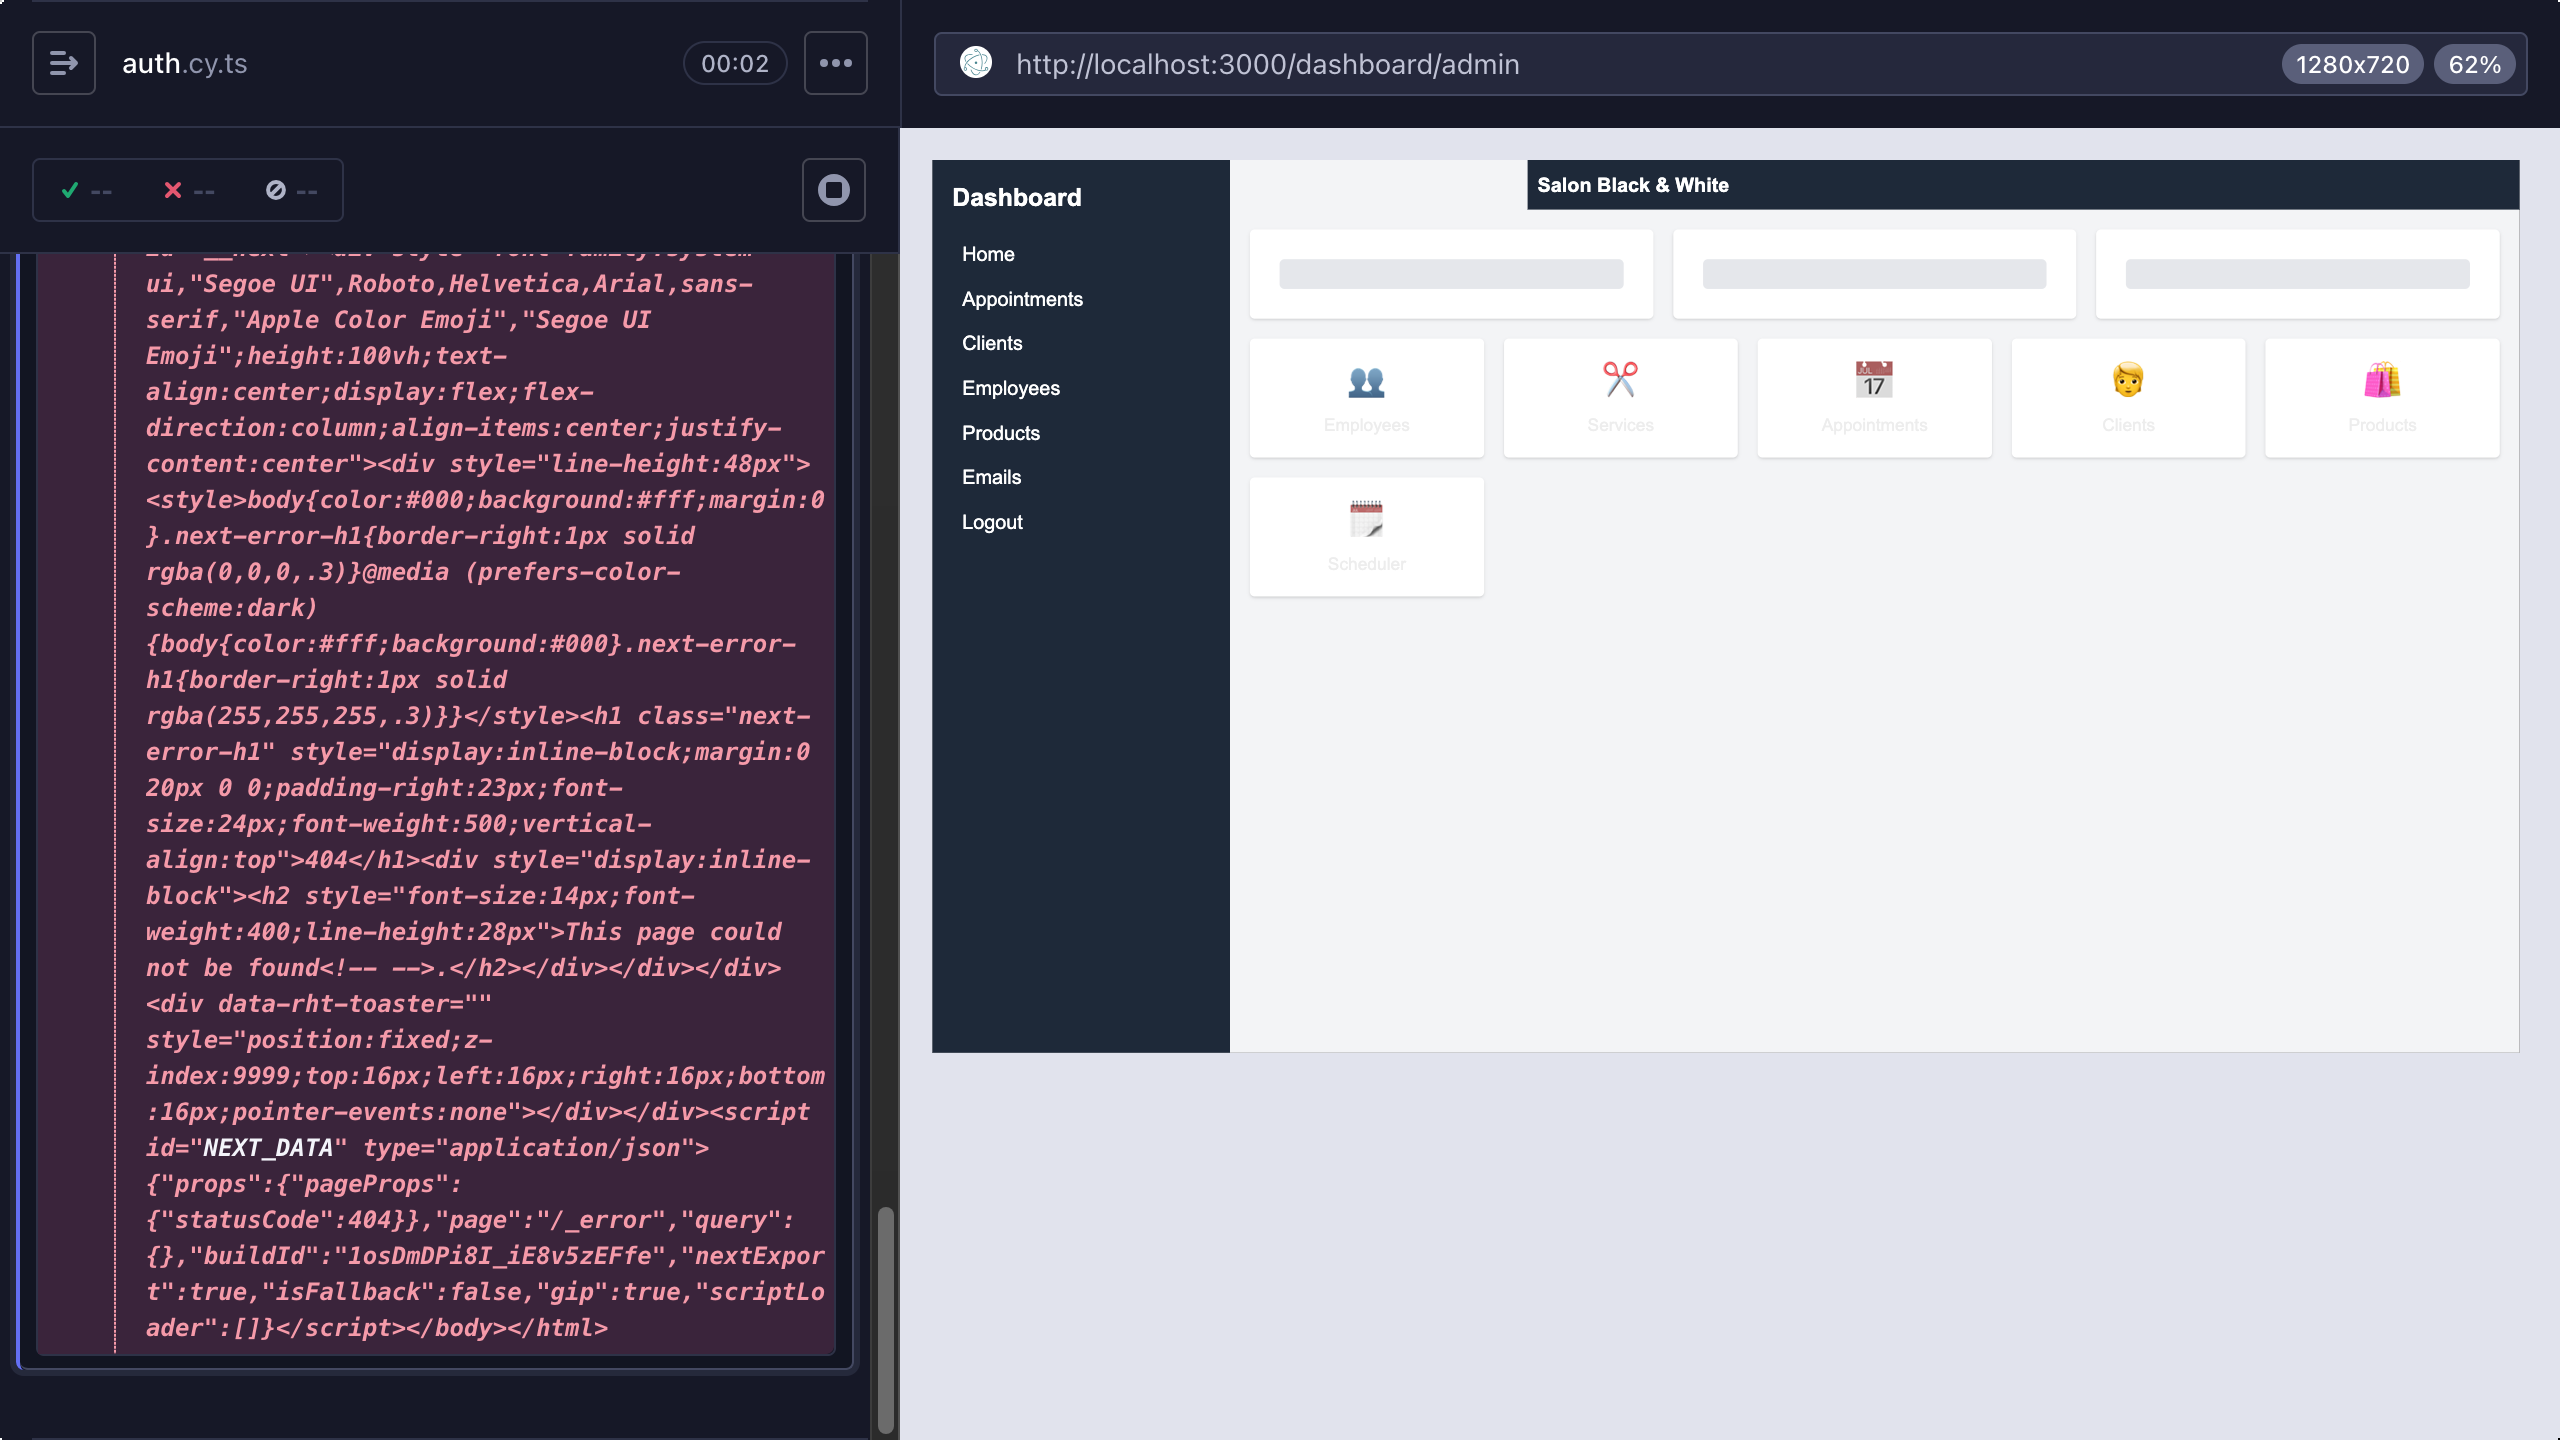 auth.cy.ts
00:02
http://localhost:3000/dashboard/admin
1280x720
62%
--
--
--
ui,"Segoe UI",Roboto,Helvetica,Arial,sans-
serif,"Apple Color Emoji","Segoe UI
Emoji";height:100vh;text-
align:center;display:flex;flex-
direction:column;align-items:center;justify-
content:center"><div style="line-height:48px">
<style>body{color:#000;background:#fff;margin:0
}.next-error-h1{border-right:1px solid
rgba(0,0,0,.3)}@media (prefers-color-
scheme:dark)
{body{color:#fff;background:#000}.next-error-
h1{border-right:1px solid
rgba(255,255,255,.3)}}</style><h1 class="next-
error-h1" style="display:inline-block;margin:0
20px 0 0;padding-right:23px;font-
size:24px;font-weight:500;vertical-
align:top">404</h1><div style="display:inline-
block"><h2 style="font-size:14px;font-
weight:400;line-height:28px">This page could
not be found<!-- -->.</h2></div></div></div>
<div data-rht-toaster=""
style="position:fixed;z-
index:9999;top:16px;left:16px;right:16px;bottom
:16px;pointer-events:none"></div></div><script
id="NEXT_DATA" type="application/json">
{"props":{"pageProps":
{"statusCode":404}},"page":"/_error","query":
{},"buildId":"1osDmDPi8I_iE8v5zEFfe","nextExpor
t":true,"isFallback":false,"gip":true,"scriptLo
ader":[]}</script></body></html>
Dashboard
Home
Appointments
Clients
Employees
Products
Emails
Logout
Salon Black & White
Employees
Services
JUL
17
Appointments
Clients
Products
Scheduler